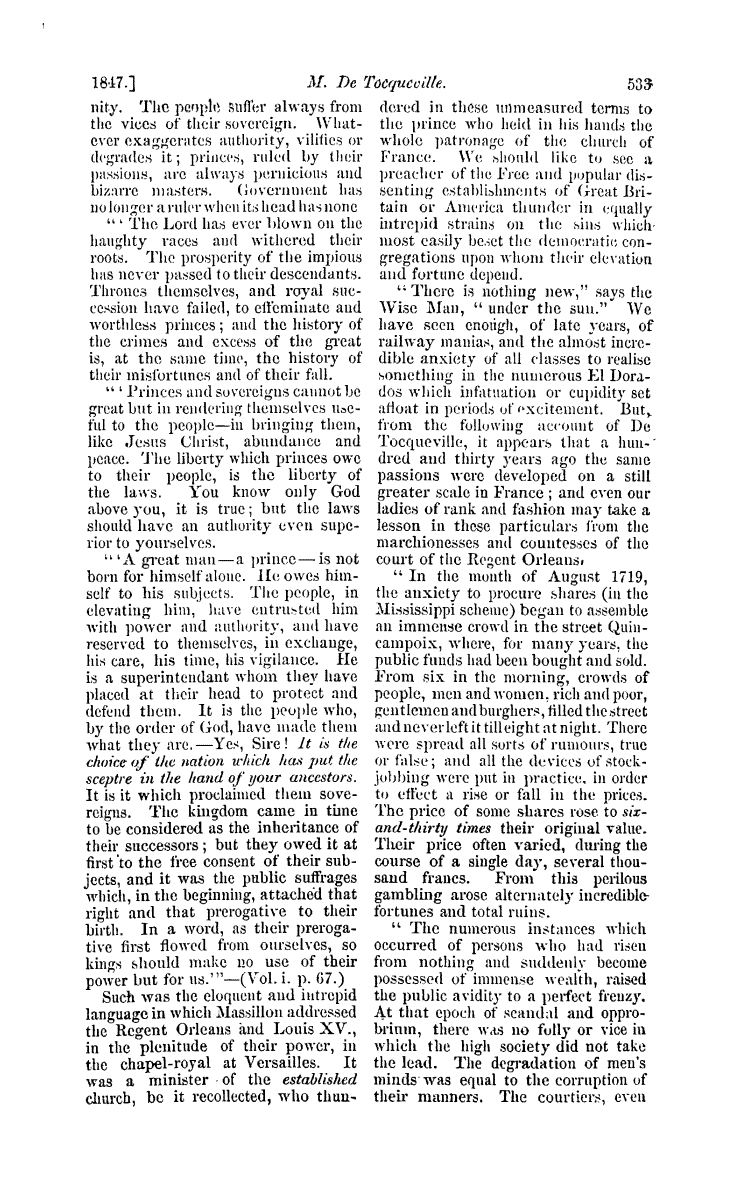 1847.] M. De Tocqueville. 533
nity. The people suffer always from
the vices of their sovereign. What-
ever exaggerates authority, vilifies or
degrades it; princes, ruled by their
passions, are always pernicious and
bizarre masters. Government has
no longer a ruler when its head has none
"' The Lord has ever blown on the
haughty races and withered their
roots. The prosperity of the impious
has never passed to their descendants.
Thrones themselves, and royal suc-
cession have failed, to effeminate and
worthless princes; and the history of
the crimes and excess of the great
is, at the same time, the history of
their misfortunes and of their fall.
"' Princes and sovereigns cannot be
great but in rendering themselves use-
ful to the people—in bringing them,
like Jesus Christ, abundance and
peace. The liberty which princes owe
to their people, is the liberty of
the laws. You know only God
above you, it is true; but the laws
should have an authority even supe-
rior to yourselves.
"'A great man—a prince—is not
born for himself alone. He owes him-
self to his subjects. The people, in
elevating him, have entrusted him
with power and authority, and have
reserved to themselves, in exchange,
his care, his time, his vigilance. He
is a superintendant whom they have
placed at their head to protect and
defend them. It is the people who,
by the order of God, have made them
what they are.—Yes, Sire! It is the
choice of the nation which has put the
sceptre in the hand of your ancestors.
It is it which proclaimed them sove-
reigns. The kingdom came in time
to be considered as the inheritance of
their successors; but they owed it at
first to the free consent of their sub-
jects, and it was the public suffrages
which, in the beginning, attached that
right and that prerogative to their
birth. In a word, as their preroga-
tive first flowed from ourselves, so
kings should make no use of their
power but for us.'"—(Vol. i. p. 67.)
Such was the eloquent and intrepid
language in which Massillon addressed
the Regent Orleans and Louis XV.,
in the plenitude of their power, in
the chapel-royal at Versailles. It
was a minister of the established
church, be it recollected, who thun-
dered in these unmeasured terms to
the prince who held in his hands the
whole patronage of the church of
France. We should like to see a
preacher of the Free and popular dis-
senting establishments of Great Bri-
tain or America thunder in equally
intrepid strains on the sins which
most easily beset the democratic con-
gregations upon whom their elevation
and fortune depend.
"There is nothing new," says the
Wise Man, "under the sun." We
have seen enough, of late years, of
railway manias, and the almost incre-
dible anxiety of all classes to realise
something in the numerous El Dora-
dos which infatuation or cupidity set
afloat in periods of excitement. But,
from the following account of De
Tocqueville, it appears that a hun-
dred and thirty years ago the same
passions were developed on a still
greater scale in France; and even our
ladies of rank and fashion may take a
lesson in these particulars from the
marchionesses and countesses of the
court of the Regent Orleans.
"In the month of August 1719,
the anxiety to procure shares (in the
Mississippi scheme) began to assemble
an immense crowd in the street Quin-
campoix, where, for many years, the
public funds had been bought and sold.
From six in the morning, crowds of
people, men and women, rich and poor,
gentlemen and burghers, filled the street
and never left it till eight at night. There
were spread all sorts of rumours, true
or false; and all the devices of stock-
jobbing were put in practice, in order
to effect a rise or fall in the prices.
The price of some shares rose to six-
and-thirty times their original value.
Their price often varied, during the
course of a single day, several thou-
sand francs. From this perilous
gambling arose alternately incredible
fortunes and total ruins.
"The numerous instances which
occurred of persons who had risen
from nothing and suddenly become
possessed of immense wealth, raised
the public avidity to a perfect frenzy.
At that epoch of scandal and oppro-
brium, there was no folly or vice in
which the high society did not take
the lead. The degradation of men's
minds was equal to the corruption of
their manners. The courtiers, even